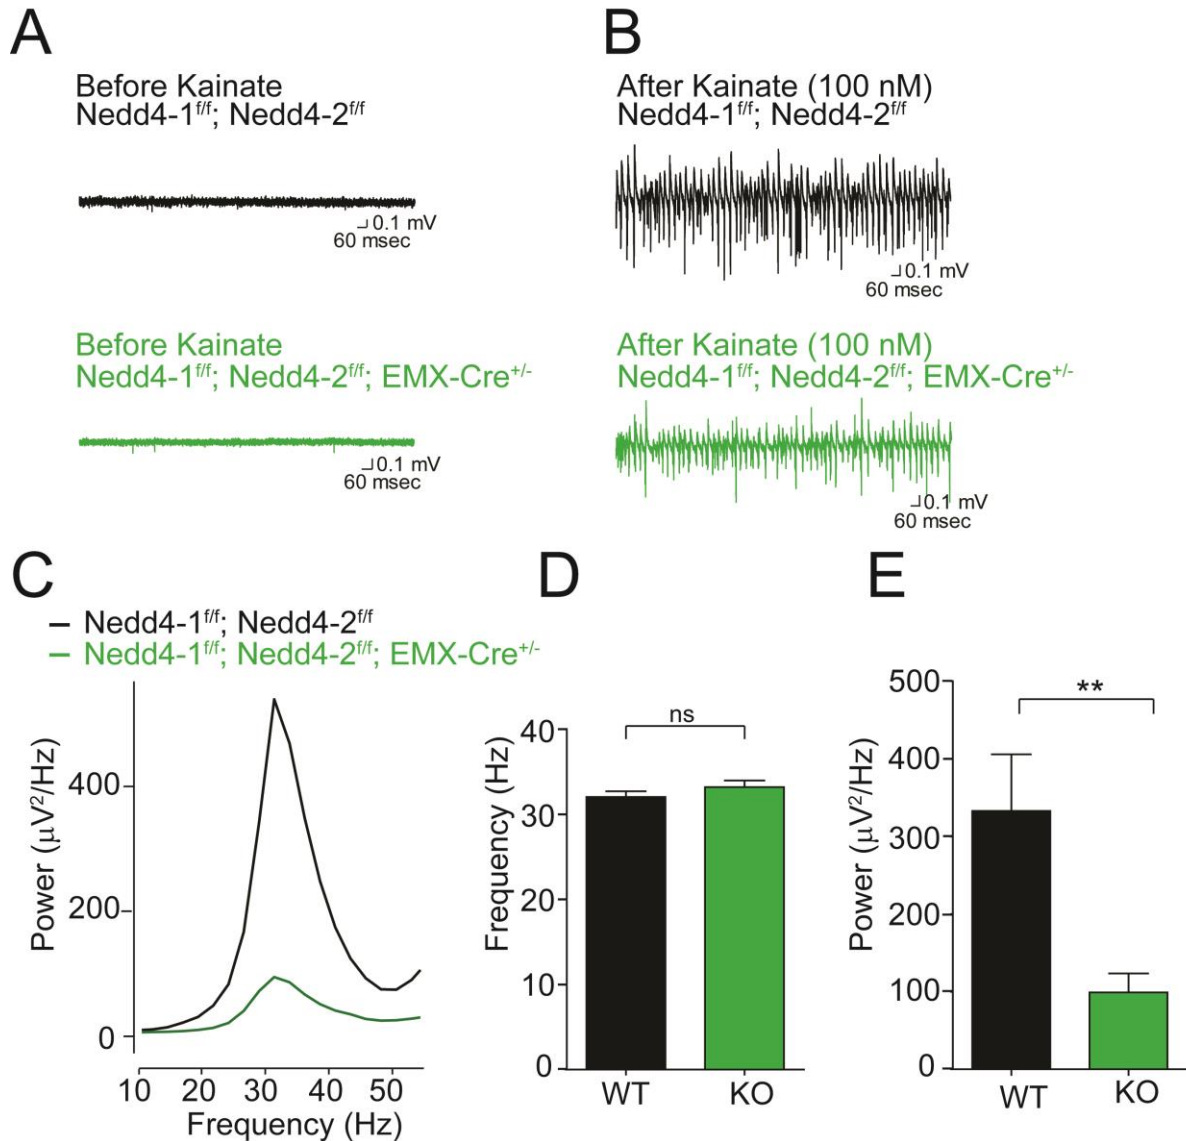 A
Before Kainate
Nedd4-1f/f; Nedd4-2f/f
0.1 mV
60 msec
Before Kainate
Nedd4-1f/f; Nedd4-2f/f; EMX-Cre+/-
0.1 mV
60 msec
B
After Kainate (100 nM)
Nedd4-1f/f; Nedd4-2f/f
0.1 mV
60 msec
After Kainate (100 nM)
Nedd4-1f/f; Nedd4-2f/f; EMX-Cre+/-
0.1 mV
60 msec
C
Nedd4-1f/f; Nedd4-2f/f
Nedd4-1f/f; Nedd4-2f/f; EMX-Cre+/-
Power (μV²/Hz)
400
200
0
10 20 30 40 50
Frequency (Hz)
D
Frequency (Hz)
40
30
20
10
0
ns
WT KO
E
Power (μV²/Hz)
500
400
300
200
100
0
**
WT KO